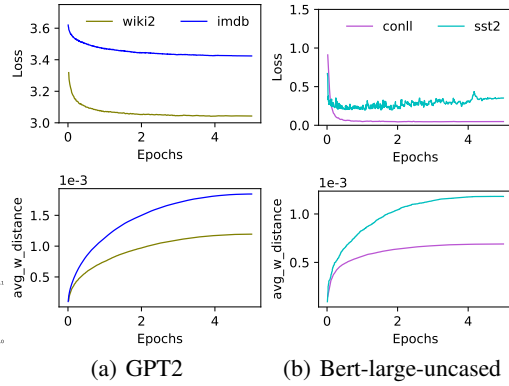 wiki2 imdb
3.6
3.4
3.2
3.0
Loss
0 2 4
Epochs
conll sst2
1.5
1.0
0.5
0.0
Loss
0 2 4
Epochs
1e-3
1.5
1.0
0.5
avg_w_distance
0 2 4
Epochs
1e-3
1.0
0.5
avg_w_distance
0 2 4
Epochs
(a) GPT2
(b) Bert-large-uncased